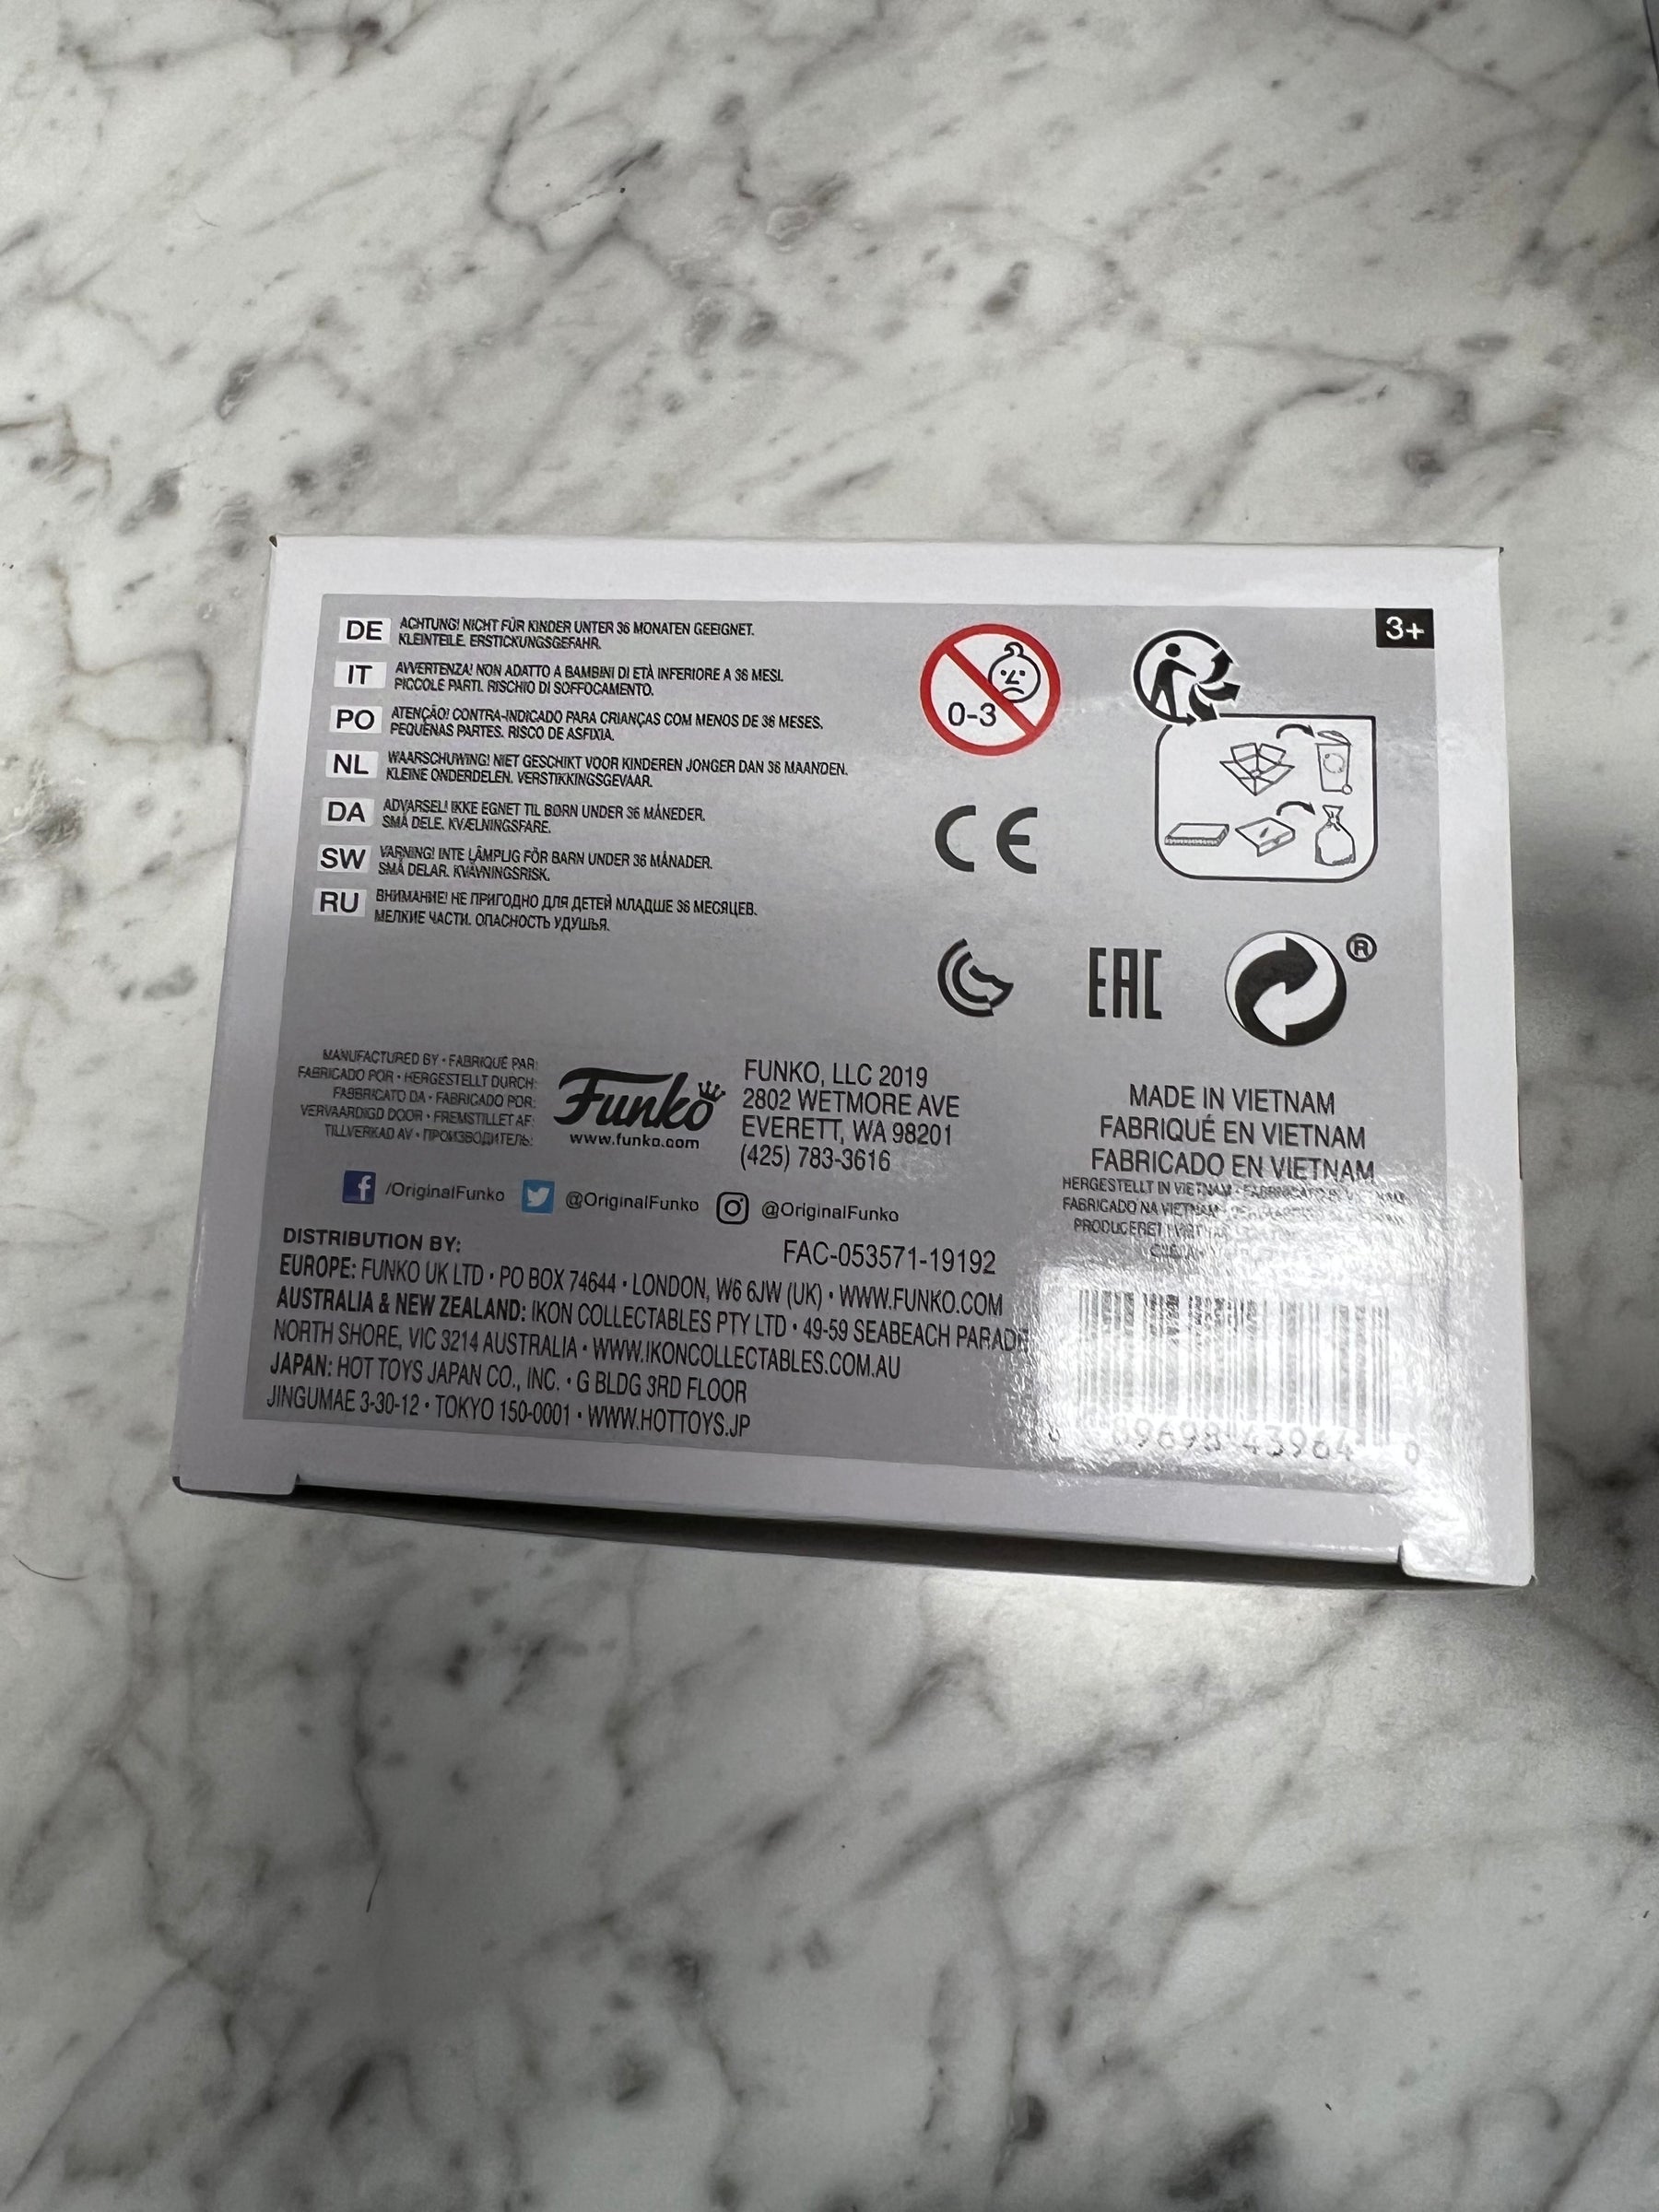 DE ACHTUNG! NICHT FÜR KINDER UNTER 36 MONATEN GEEIGNET.
KLEINTEILE. ERSTICKUNGSGEFAHR.
IT AVVERTENZA! NON ADATTO A BAMBINI DI ETÀ INFERIORE A 36 MESI.
PICCOLE PARTI. RISCHIO DI SOFFOCAMENTO.
PO ATENÇÃO! CONTRA-INDICADO PARA CRIANÇAS COM MENOS DE 36 MESES.
PEQUENAS PARTES. RISCO DE ASFIXIA.
NL WAARSCHUWING! NIET GESCHIKT VOOR KINDEREN JONGER DAN 36 MAANDEN.
KLEINE ONDERDELEN. VERSTIKKINGSGEVAAR.
DA ADVARSEL! IKKE EGNET TIL BØRN UNDER 36 MÅNEDER.
SMÅ DELE. KVÆLNINGSFARE.
SW VARNING! INTE LÄMPLIG FÖR BARN UNDER 36 MÅNADER.
SMÅ DELAR. KVÄVNINGSRISK.
RU ВНИМАНИЕ! НЕ ПРИГОДНО ДЛЯ ДЕТЕЙ МЛАДШЕ 36 МЕСЯЦЕВ.
МЕЛКИЕ ЧАСТИ. ОПАСНОСТЬ УДУШЬЯ.
0-3
3+
CE
EAC
®
MANUFACTURED BY • FABRIQUÉ PAR:
FABRICADO POR • HERGESTELLT DURCH:
FABBRICATO DA • FABRICADO POR:
VERVAARDIGD DOOR • FREMSTILLET AF:
TILLVERKAD AV • ПРОИЗВОДИТЕЛЬ:
Funko
www.funko.com
FUNKO, LLC 2019
2802 WETMORE AVE
EVERETT, WA 98201
(425) 783-3616
MADE IN VIETNAM
FABRIQUÉ EN VIETNAM
FABRICADO EN VIETNAM
HERGESTELLT IN VIETNAM •
FABRICADO NA VIETNAM
PRODUCERET I
/OriginalFunko @OriginalFunko @OriginalFunko
FAC-053571-19192
DISTRIBUTION BY:
EUROPE: FUNKO UK LTD • PO BOX 74644 • LONDON, W6 6JW (UK) • WWW.FUNKO.COM
AUSTRALIA & NEW ZEALAND: IKON COLLECTABLES PTY LTD • 49-59 SEABEACH PARADE
NORTH SHORE, VIC 3214 AUSTRALIA • WWW.IKONCOLLECTABLES.COM.AU
JAPAN: HOT TOYS JAPAN CO., INC. • G BLDG 3RD FLOOR
JINGUMAE 3-30-12 • TOKYO 150-0001 • WWW.HOTTOYS.JP
43964 0